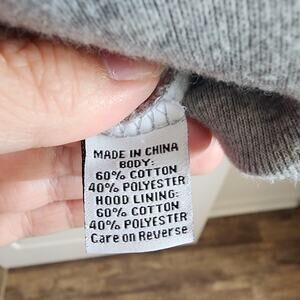 MADE IN CHINA
BODY:
60% COTTON
40% POLYESTER
HOOD LINING:
60% COTTON
40% POLYESTER
Care on Reverse